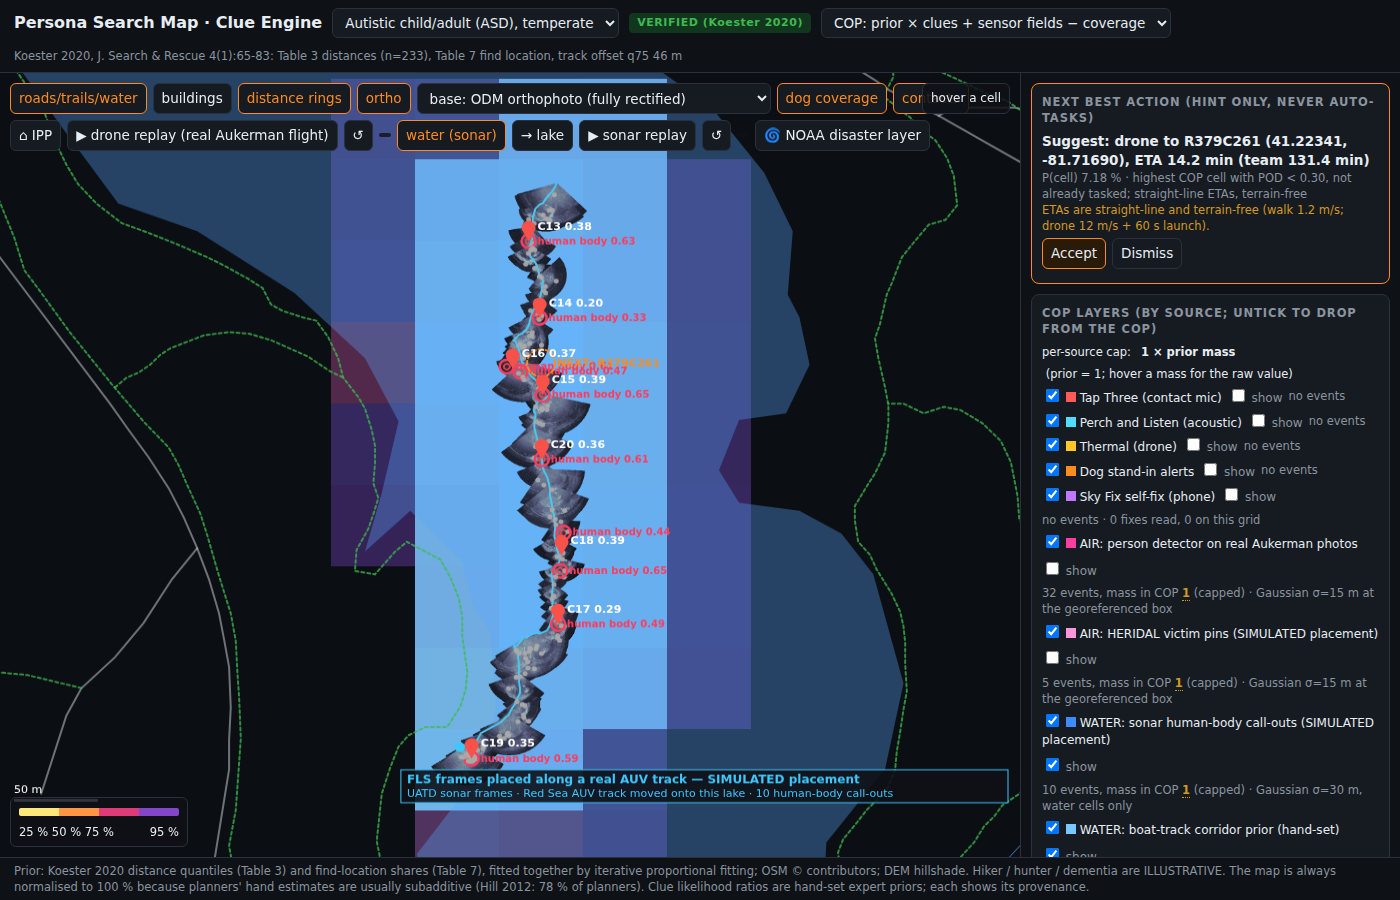 Persona Search Map · Clue Engine
Autistic child/adult (ASD), temperate
VERIFIED (Koester 2020)
COP: prior × clues + sensor fields − coverage
Koester 2020, J. Search & Rescue 4(1):65-83: Table 3 distances (n=233), Table 7 find location, track offset q75 46 m
roads/trails/water
buildings
distance rings
ortho
base: ODM orthophoto (fully rectified)
dog coverage
hover a cell
⌂ IPP
▶ drone replay (real Aukerman flight)
↺
water (sonar)
→ lake
▶ sonar replay
↺
🌀 NOAA disaster layer
C13 0.38
human body 0.63
C14 0.20
human body 0.33
C16 0.37
C15 0.39
human body 0.65
C20 0.36
human body 0.61
human body 0.44
C18 0.39
human body 0.65
C17 0.29
human body 0.49
C19 0.35
human body 0.59
FLS frames placed along a real AUV track — SIMULATED placement
UATD sonar frames · Red Sea AUV track moved onto this lake · 10 human-body call-outs
50 m
25 % 50 % 75 % 95 %
NEXT BEST ACTION (HINT ONLY, NEVER AUTO-
TASKS)
Suggest: drone to R379C261 (41.22341,
-81.71690), ETA 14.2 min (team 131.4 min)
P(cell) 7.18 % · highest COP cell with POD < 0.30, not
already tasked; straight-line ETAs, terrain-free
ETAs are straight-line and terrain-free (walk 1.2 m/s;
drone 12 m/s + 60 s launch).
Accept
Dismiss
COP LAYERS (BY SOURCE; UNTICK TO DROP
FROM THE COP)
per-source cap: 1 × prior mass
(prior = 1; hover a mass for the raw value)
Tap Three (contact mic) show no events
Perch and Listen (acoustic) show no events
Thermal (drone) show no events
Dog stand-in alerts show no events
Sky Fix self-fix (phone) show
no events · 0 fixes read, 0 on this grid
AIR: person detector on real Aukerman photos
show
32 events, mass in COP 1 (capped) · Gaussian σ=15 m at
the georeferenced box
AIR: HERIDAL victim pins (SIMULATED placement)
show
5 events, mass in COP 1 (capped) · Gaussian σ=15 m at
the georeferenced box
WATER: sonar human-body call-outs (SIMULATED
placement)
show
10 events, mass in COP 1 (capped) · Gaussian σ=30 m,
water cells only
WATER: boat-track corridor prior (hand-set)
show
Prior: Koester 2020 distance quantiles (Table 3) and find-location shares (Table 7), fitted together by iterative proportional fitting; OSM © contributors; DEM hillshade. Hiker / hunter / dementia are ILLUSTRATIVE. The map is always
normalised to 100 % because planners' hand estimates are usually subadditive (Hill 2012: 78 % of planners). Clue likelihood ratios are hand-set expert priors; each shows its provenance.